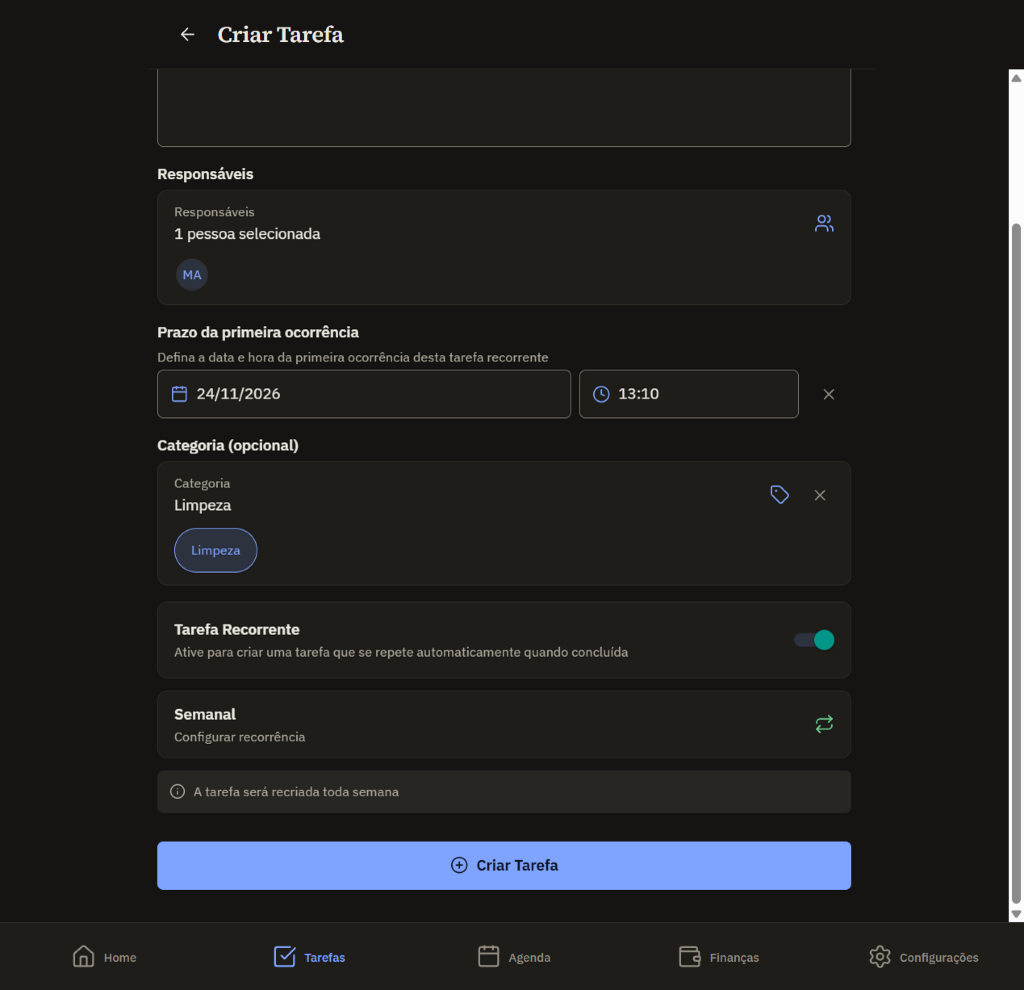 Criar Tarefa
Responsáveis
Responsáveis
1 pessoa selecionada
MA
Prazo da primeira ocorrência
Defina a data e hora da primeira ocorrência desta tarefa recorrente
24/11/2026
13:10
Categoria (opcional)
Categoria
Limpeza
Limpeza
Tarefa Recorrente
Ative para criar uma tarefa que se repete automaticamente quando concluída
Semanal
Configurar recorrência
A tarefa será recriada toda semana
Criar Tarefa
Home
Tarefas
Agenda
Finanças
Configurações